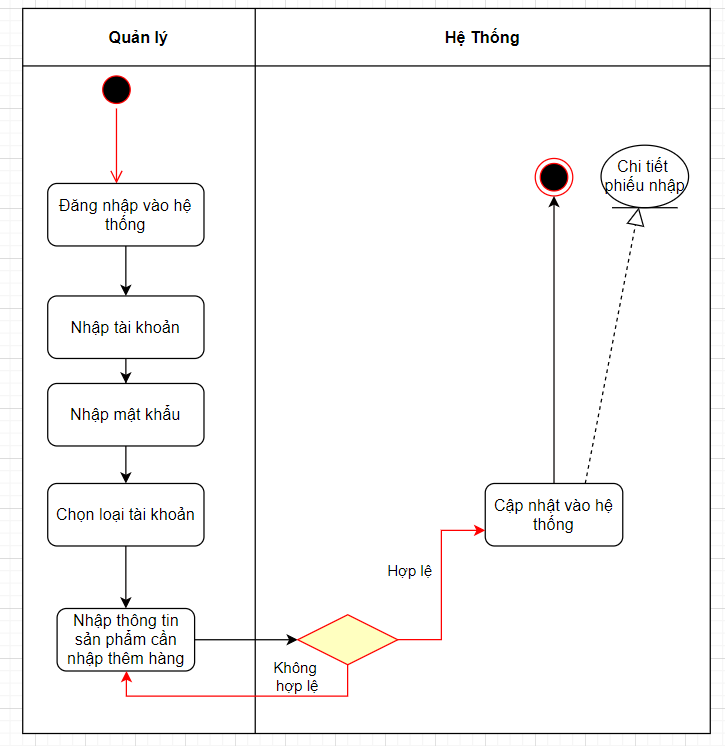 Quản lý
Hệ Thống
Chi tiết
phiếu nhập
Đăng nhập vào hệ
thống
Nhập tài khoản
Nhập mật khẩu
Chọn loại tài khoản
Cập nhật vào hệ
thống
Hợp lệ
Nhập thông tin
sản phẩm cần
nhập thêm hàng
Không
hợp lệ